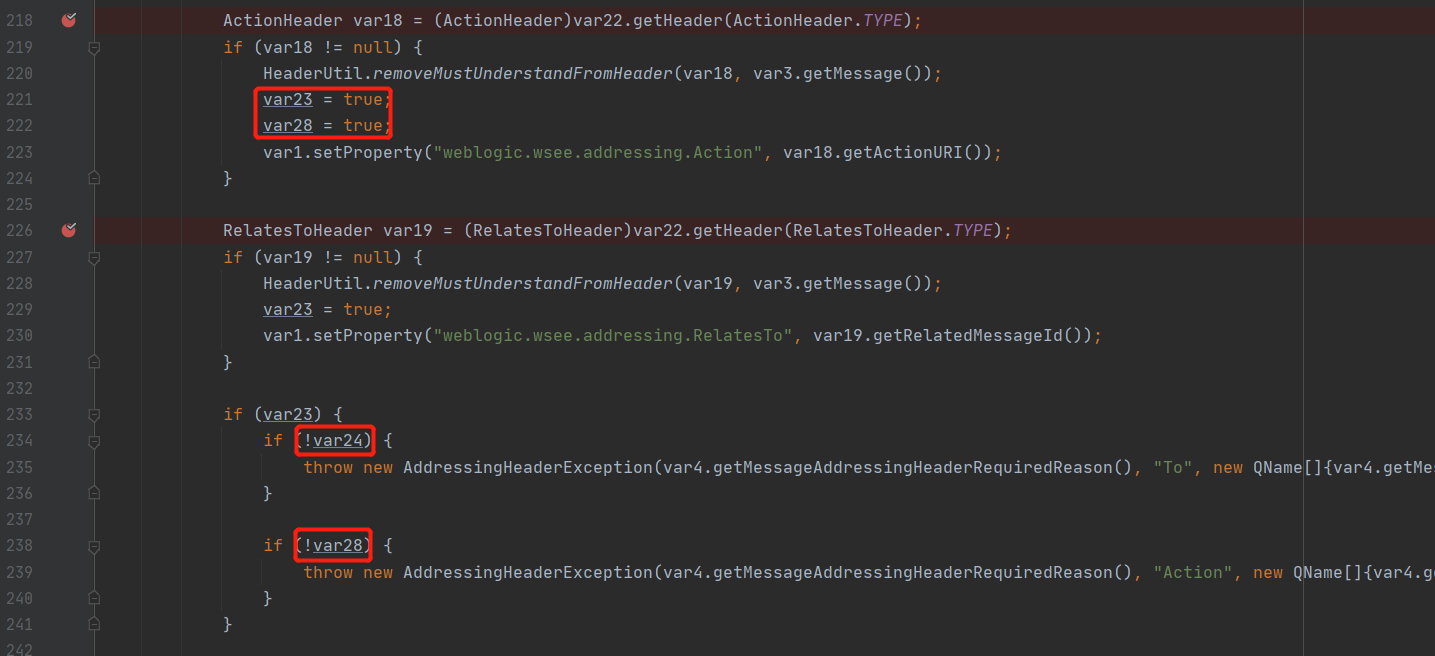 218 ActionHeader var18 = (ActionHeader)var22.getHeader(ActionHeader.TYPE);
219 if (var18 != null) {
220 HeaderUtil.removeMustUnderstandFromHeader(var18, var3.getMessage());
221 var23 = true;
222 var28 = true;
223 var1.setProperty("weblogic.wsee.addressing.Action", var18.getActionURI());
224 }
225
226 RelatesToHeader var19 = (RelatesToHeader)var22.getHeader(RelatesToHeader.TYPE);
227 if (var19 != null) {
228 HeaderUtil.removeMustUnderstandFromHeader(var19, var3.getMessage());
229 var23 = true;
230 var1.setProperty("weblogic.wsee.addressing.RelatesTo", var19.getRelatedMessageId());
231 }
232
233 if (var23) {
234 if (!var24) {
235 throw new AddressingHeaderException(var4.getMessageAddressingHeaderRequiredReason(), "To", new QName[]{var4.getMes
236 }
237
238 if (!var28) {
239 throw new AddressingHeaderException(var4.getMessageAddressingHeaderRequiredReason(), "Action", new QName[]{var4.ge
240 }
241 }
242